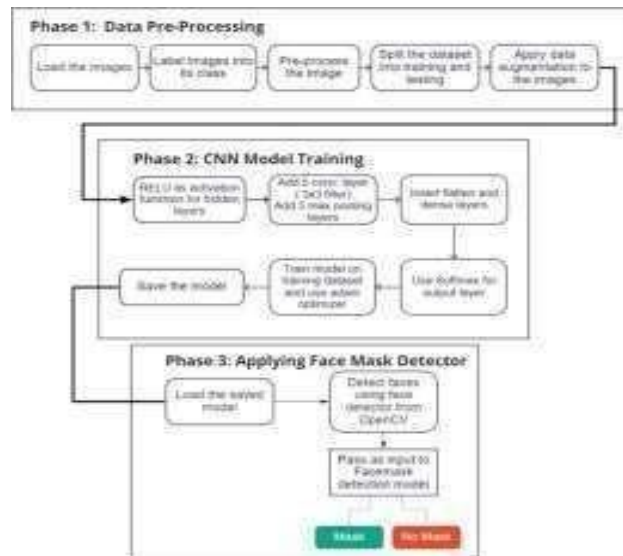 Phase 1: Data Pre-Processing
Load the images
Label Images into
its class
Pre-process
the image
Split the dataset
into training and
testing
Apply data
augmentation to
the images
Phase 2: CNN Model Training
RELU as activation
function for hidden
layers
Add 5 conv. layer
(3x3 filter)
Add 5 max pooling
layers
Insert flatten and
dense layers
Use Softmax for
output layer
Train model on
training dataset
and use adam
optimizer
Save the model
Phase 3: Applying Face Mask Detector
Load the saved
model
Detect faces
using face
detector from
OpenCV
Pass as input to
Facemask
detection model
Mask
No Mask